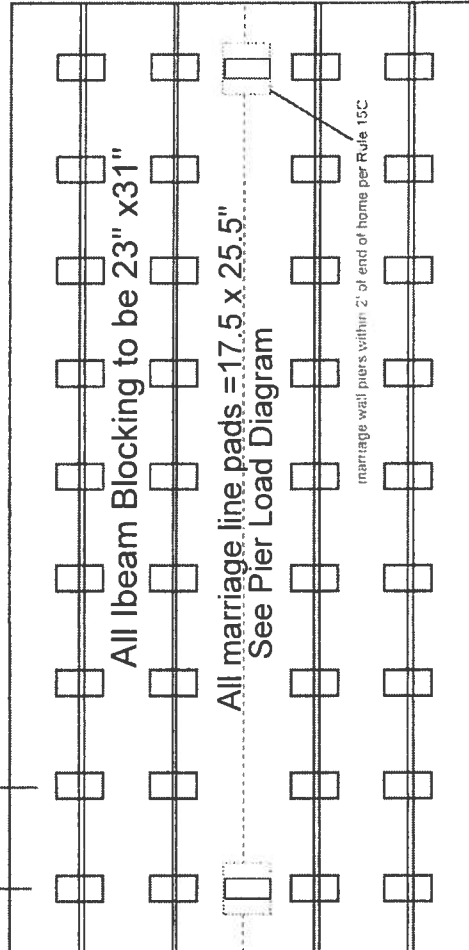 All Ibeam Blocking to be 23" x31"
All marriage line pads =17.5 x 25.5"
See Pier Load Diagram
marriage wall piers within 2' of end of home per Rule 15C